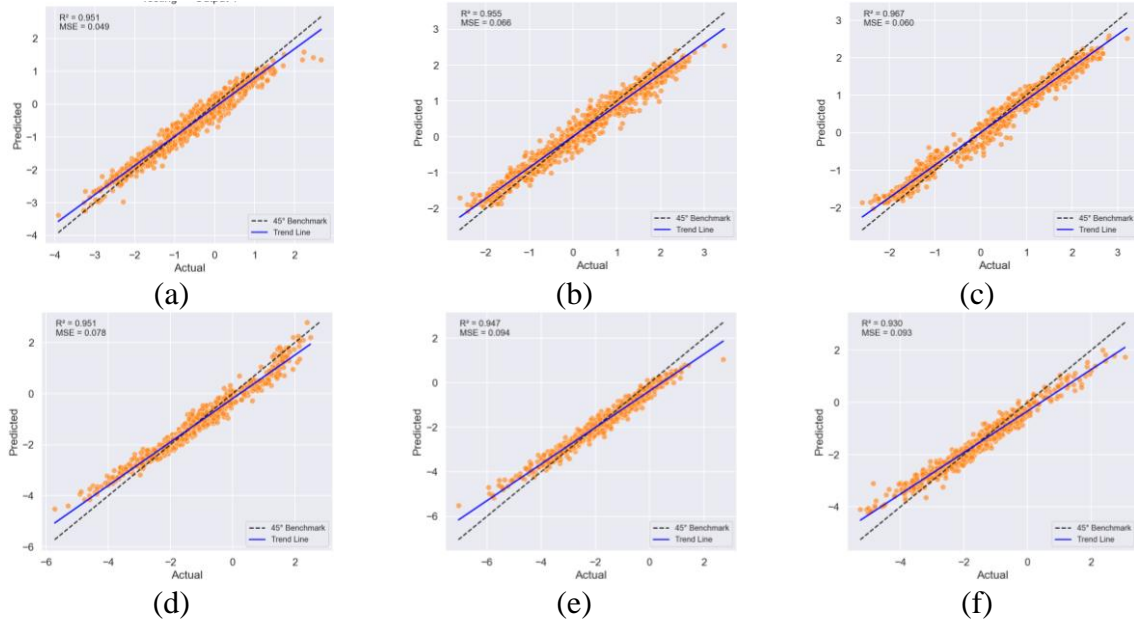 R² = 0.951
MSE = 0.049
2
1
0
−1
−2
−3
−4
Predicted
−4 −3 −2 −1 0 1 2
Actual
45° Benchmark
Trend Line
(a)
R² = 0.955
MSE = 0.066
3
2
1
0
−1
−2
Predicted
−2 −1 0 1 2 3
Actual
45° Benchmark
Trend Line
(b)
R² = 0.967
MSE = 0.060
3
2
1
0
−1
−2
Predicted
−2 −1 0 1 2 3
Actual
45° Benchmark
Trend Line
(c)
R² = 0.951
MSE = 0.078
2
0
−2
−4
−6
Predicted
−6 −4 −2 0 2
Actual
45° Benchmark
Trend Line
(d)
R² = 0.947
MSE = 0.094
2
0
−2
−4
−6
Predicted
−6 −4 −2 0 2
Actual
45° Benchmark
Trend Line
(e)
R² = 0.930
MSE = 0.093
2
0
−2
−4
Predicted
−4 −2 0 2
Actual
45° Benchmark
Trend Line
(f)